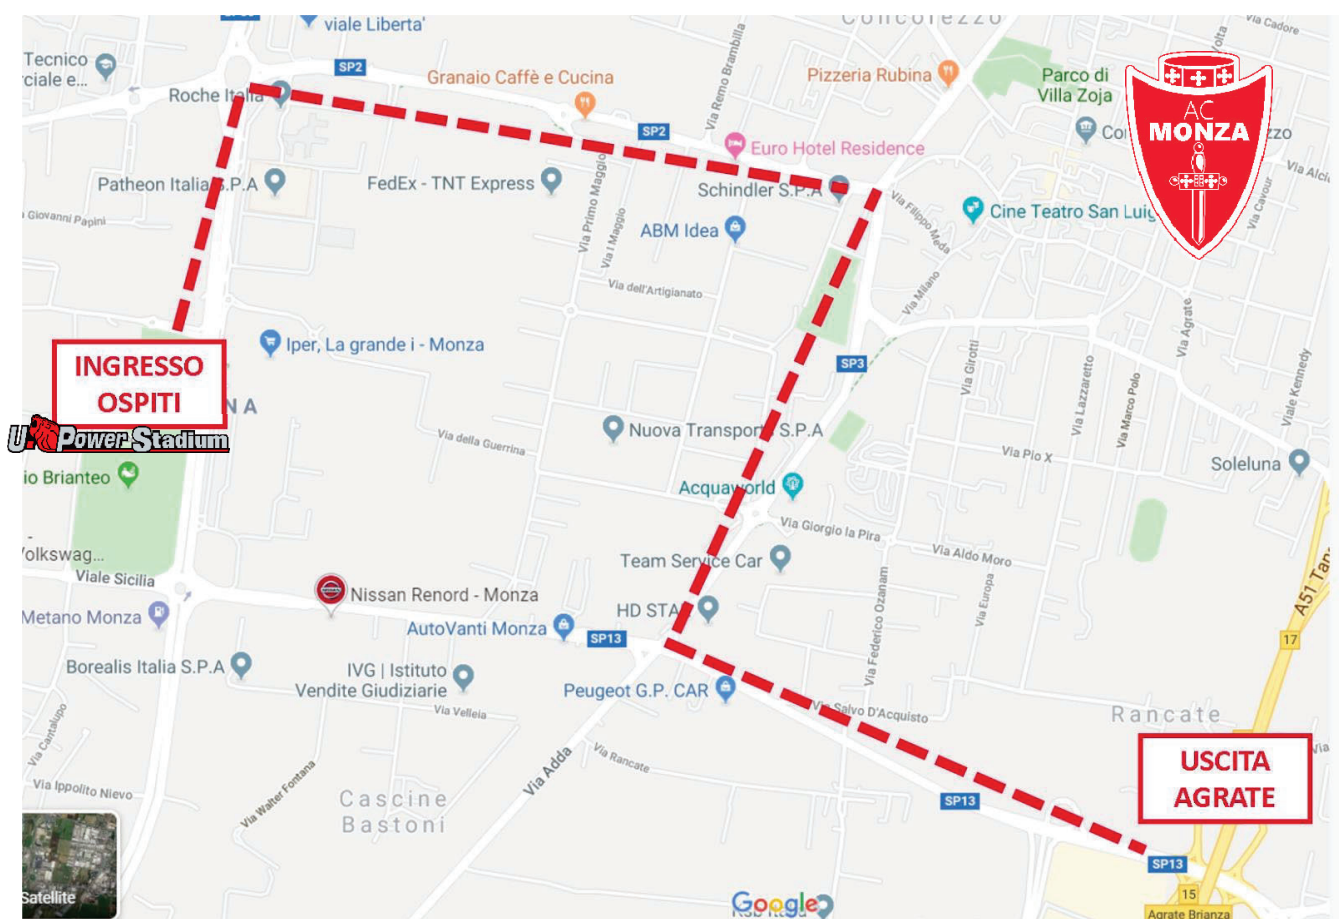 viale Liberta'
Concorezzo
Via Cadore
Tecnico
ciale e...
SP2
Granaio Caffè e Cucina
Via Remo Brambilla
Pizzeria Rubina
Parco di
Villa Zoja
Volta
AC
MONZA
Roche Italia
SP2
Euro Hotel Residence
Co
zzo
Via Alci
Patheon Italia S.P.A
FedEx - TNT Express
Via Primo Maggio
Via I Maggio
Schindler S.P.A
Via Filippo Meda
Cine Teatro San Luig
Via Cavour
Giovanni Papini
ABM Idea
Via dell'Artigianato
Via Milano
Via Agrate
INGRESSO
OSPITI
Iper, La grande i - Monza
SP3
Via Girotti
Via Lazzaretto
Via Marco Polo
Viale Kennedy
N A
U-Power Stadium
Via della Guerrina
Nuova Transports S.P.A
Via Pio X
Soleluna
io Brianteo
Acquaworld
Via Giorgio la Pira
Via Aldo Moro
Volkswag...
Viale Sicilia
Team Service Car
Via Federico Ozanam
Via Europa
A51 Tan
Nissan Renord - Monza
Metano Monza
AutoVanti Monza
SP13
HD STA
17
Borealis Italia S.P.A
IVG | Istituto
Vendite Giudiziarie
Peugeot G.P. CAR
Via Velleia
Via Salvo D'Acquisto
Rancate
Via Cantalupo
Via Adda
Via Rancate
Via
USCITA
AGRATE
Via Ippolito Nievo
Via Walter Fontana
Cascine
Bastoni
SP13
SP13
Satellite
Google
15
Agrate Brianza